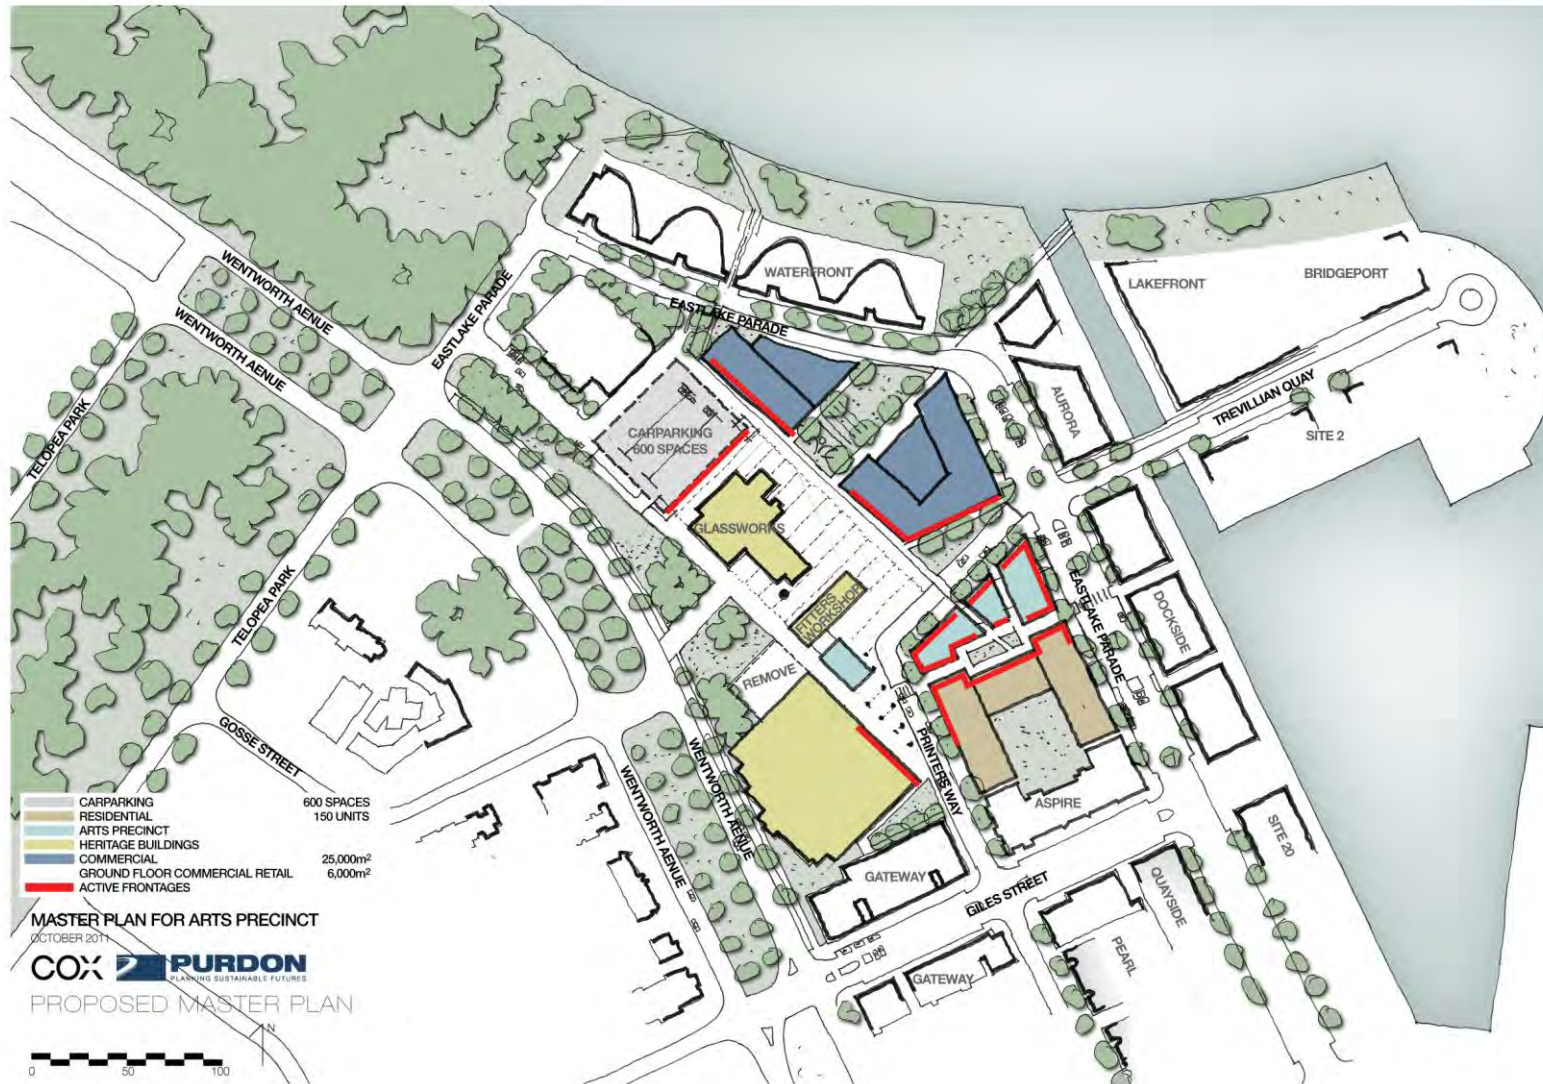 WATERFRONT
LAKEFRONT
BRIDGEPORT
WENTWORTH AENUE
WENTWORTH AENUE
EASTLAKE PARADE
EASTLAKE PARADE
AURORA
TREVILLIAN QUAY
SITE 2
TELOPEA PARK
CARPARKING
600 SPACES
GLASSWORKS
FITTERS
WORKSHOP
TELOPEA PARK
EASTLAKE PARADE
DOCKSIDE
REMOVE
GOSSE STREET
PRINTERS WAY
WENTWORTH AENUE
WENTWORTH AENUE
ASPIRE
SITE 20
GATEWAY
GILES STREET
QUAYSIDE
PEARL
GATEWAY
CARPARKING 600 SPACES
RESIDENTIAL 150 UNITS
ARTS PRECINCT
HERITAGE BUILDINGS
COMMERCIAL 25,000m²
GROUND FLOOR COMMERCIAL RETAIL 6,000m²
ACTIVE FRONTAGES
MASTER PLAN FOR ARTS PRECINCT
OCTOBER 2011
COX PURDON
PLANNING SUSTAINABLE FUTURES
PROPOSED MASTER PLAN
N
0 50 100